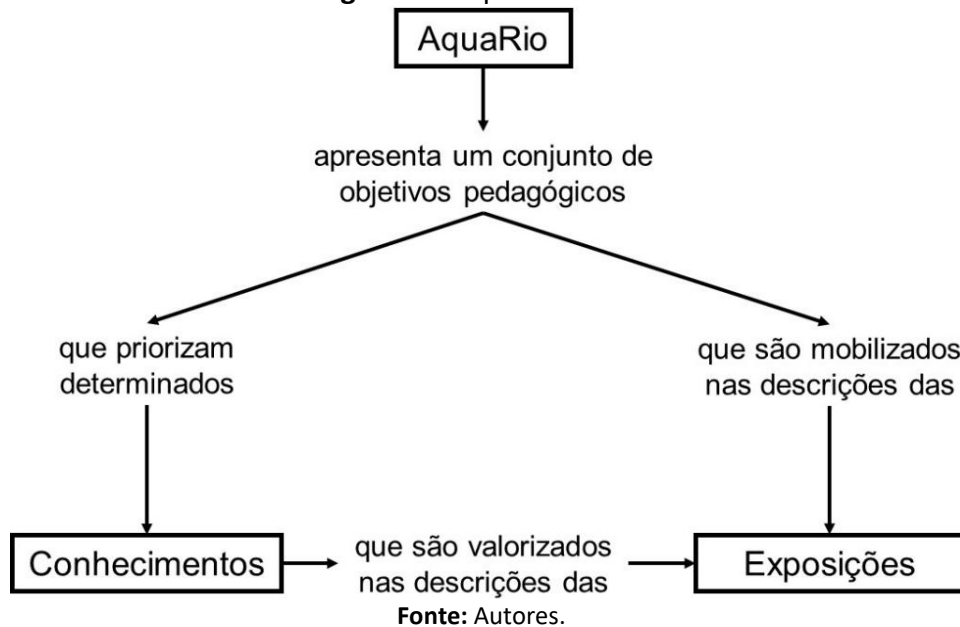 AquaRio
apresenta um conjunto de
objetivos pedagógicos
que priorizam
determinados
que são mobilizados
nas descrições das
Conhecimentos
que são valorizados
nas descrições das
Exposições
Fonte: Autores.